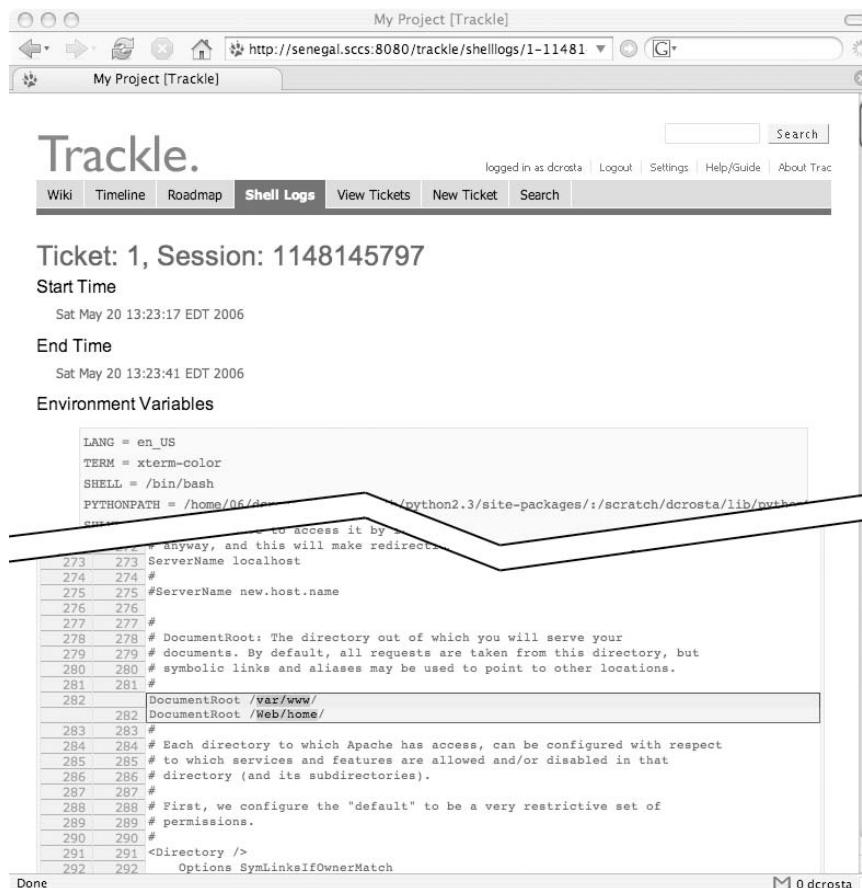 My Project [Trackle]
http://senegal.sccs:8080/trackle/shelllogs/1-11481
G
My Project [Trackle]
Trackle.
Search
logged in as dcrosta Logout Settings Help/Guide About Trac
Wiki Timeline Roadmap Shell Logs View Tickets New Ticket Search
Ticket: 1, Session: 1148145797
Start Time
Sat May 20 13:23:17 EDT 2006
End Time
Sat May 20 13:23:41 EDT 2006
Environment Variables
LANG = en_US
TERM = xterm-color
SHELL = /bin/bash
PYTHONPATH = /home/06/ /python2.3/site-packages/:/scratch/dcrosta/lib/python
to access it by
# anyway, and this will make
273 273 ServerName localhost
274 274 #
275 275 #ServerName new.host.name
276 276
277 277 #
278 278 # DocumentRoot: The directory out of which you will serve your
279 279 # documents. By default, all requests are taken from this directory, but
280 280 # symbolic links and aliases may be used to point to other locations.
281 281 #
282 DocumentRoot /var/www/
282 DocumentRoot /Web/home/
283 283 #
284 284 # Each directory to which Apache has access, can be configured with respect
285 285 # to which services and features are allowed and/or disabled in that
286 286 # directory (and its subdirectories).
287 287 #
288 288 # First, we configure the "default" to be a very restrictive set of
289 289 # permissions.
290 290 #
291 291 <Directory />
292 292 Options SymLinksIfOwnerMatch
Done
0 dcrosta